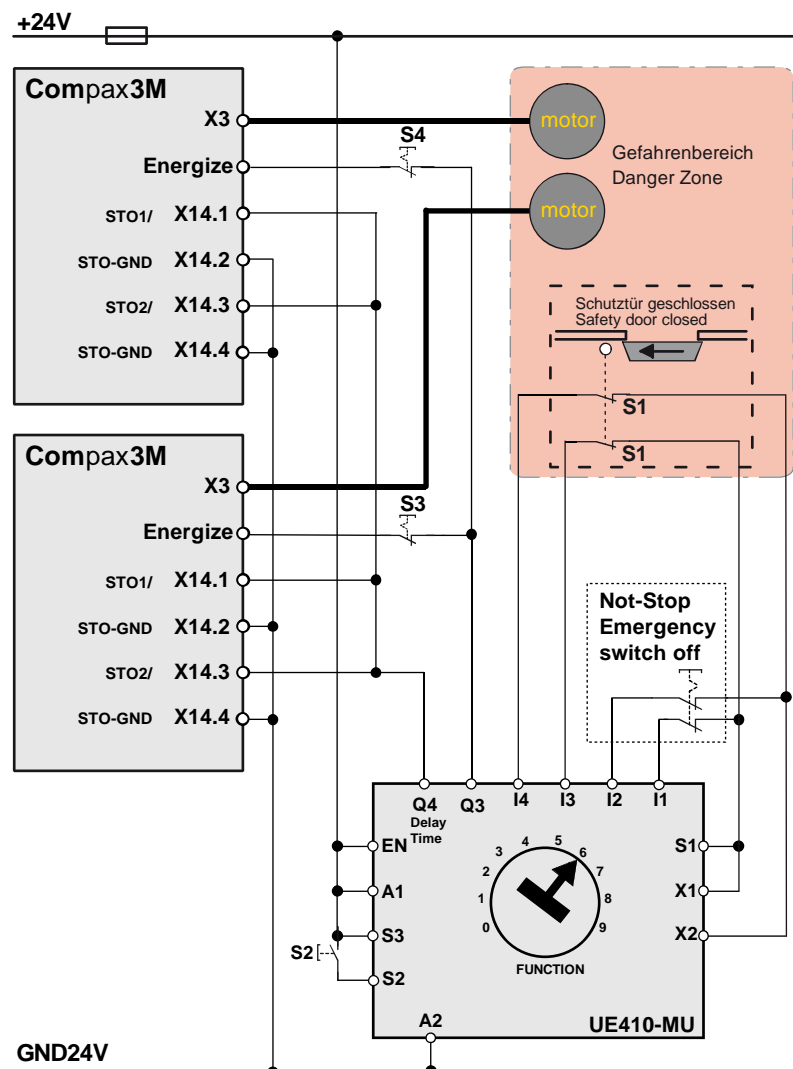 +24V
Compax3M
X3
Energize
STO1/ X14.1
STO-GND X14.2
STO2/ X14.3
STO-GND X14.4
S4
motor
motor
Gefahrenbereich
Danger Zone
Schutztür geschlossen
Safety door closed
S1
S1
Compax3M
X3
Energize
STO1/ X14.1
STO-GND X14.2
STO2/ X14.3
STO-GND X14.4
S3
Not-Stop
Emergency
switch off
Q4
Delay
Time
Q3
I4
I3
I2
I1
EN
A1
S3
S2
S2
0
1
2
3
4
5
6
7
8
9
FUNCTION
S1
X1
X2
A2
UE410-MU
GND24V